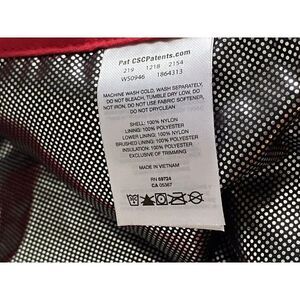 Pat CSCPatents.com
219 1218 2154
WS0946 1864313
MACHINE WASH COLD, WASH SEPARATELY,
DO NOT BLEACH, TUMBLE DRY LOW, DO
NOT IRON, DO NOT USE FABRIC SOFTENER,
DO NOT DRYCLEAN
SHELL: 100% NYLON
LINING: 100% POLYESTER
LOWER LINING: 100% POLYESTER
BRUSHED LINING: 100% POLYESTER
INSULATION: 100% POLYESTER
EXCLUSIVE OF TRIMMING
MADE IN VIETNAM
RN 69724
CA 05367